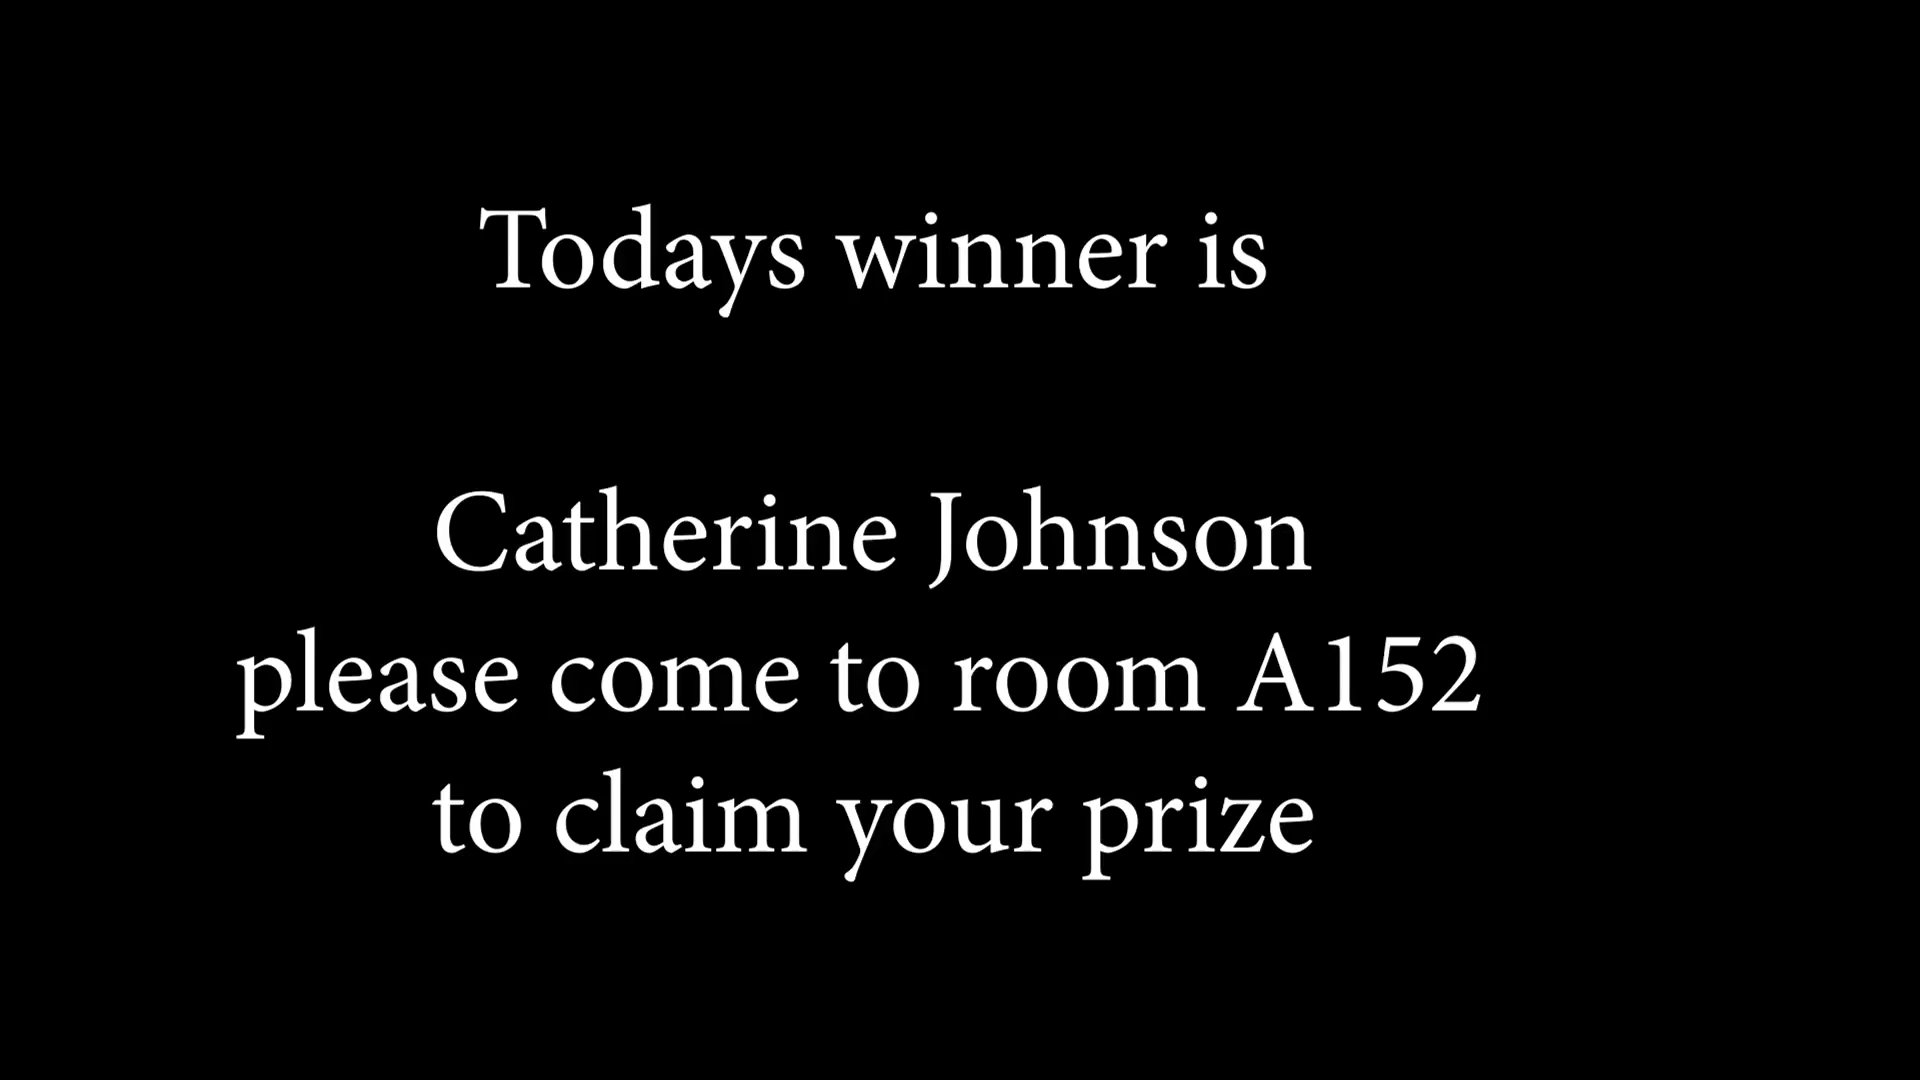 Todays winner is
Catherine Johnson
please come to room A152
to claim your prize